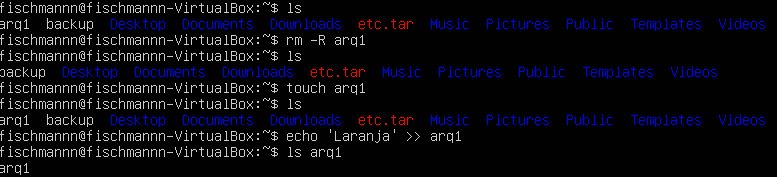 fischmannn@fischmannn-VirtualBox:~$ ls
arq1 backup Desktop Documents Downloads etc.tar Music Pictures Public Templates Videos
fischmannn@fischmannn-VirtualBox:~$ rm -R arq1
fischmannn@fischmannn-VirtualBox:~$ ls
backup Desktop Documents Downloads etc.tar Music Pictures Public Templates Videos
fischmannn@fischmannn-VirtualBox:~$ touch arq1
fischmannn@fischmannn-VirtualBox:~$ ls
arq1 backup Desktop Documents Downloads etc.tar Music Pictures Public Templates Videos
fischmannn@fischmannn-VirtualBox:~$ echo 'Laranja' >> arq1
fischmannn@fischmannn-VirtualBox:~$ ls arq1
arq1